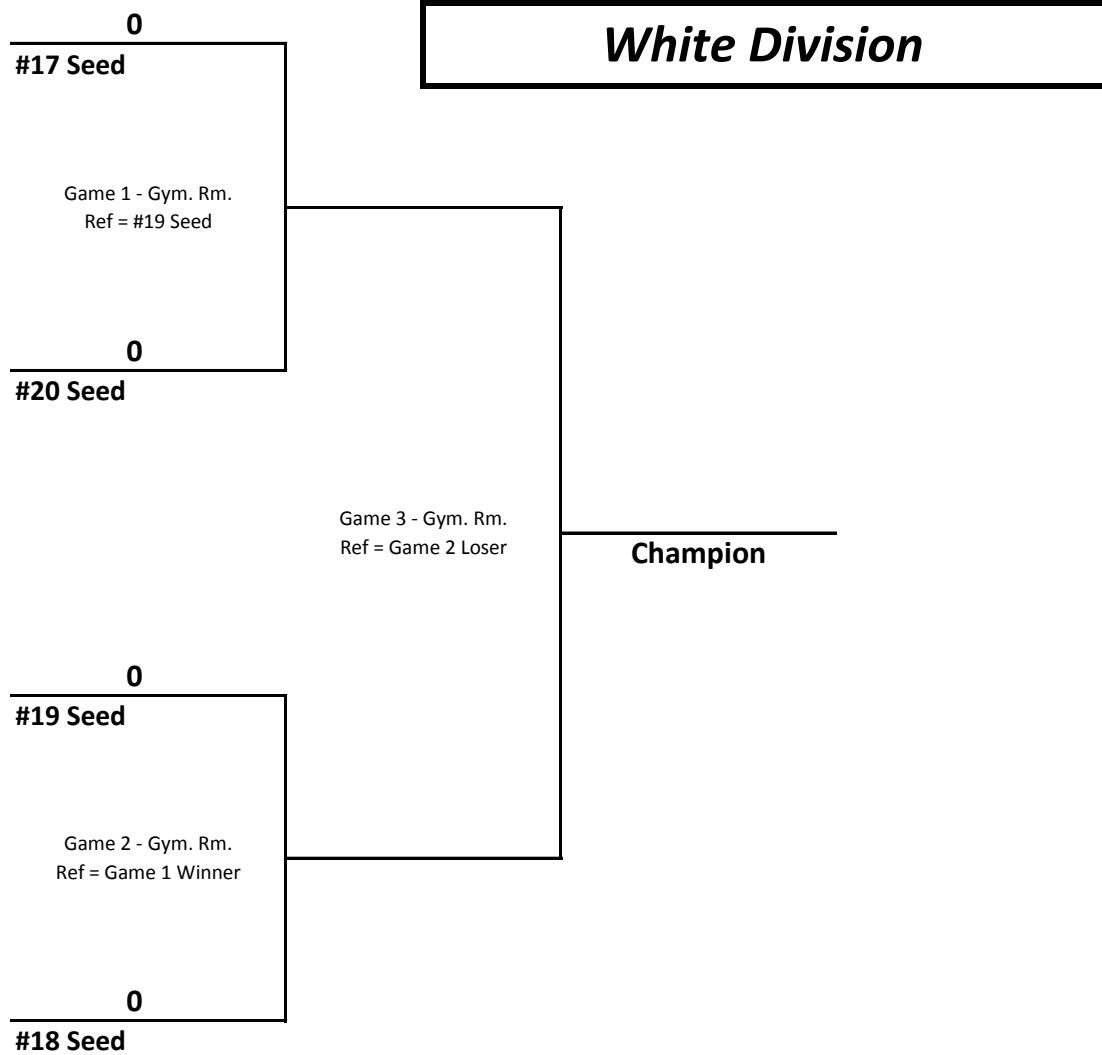 0
White Division
#17 Seed
Game 1 - Gym. Rm.
Ref = #19 Seed
0
#20 Seed
Game 3 - Gym. Rm.
Ref = Game 2 Loser
Champion
0
#19 Seed
Game 2 - Gym. Rm.
Ref = Game 1 Winner
0
#18 Seed